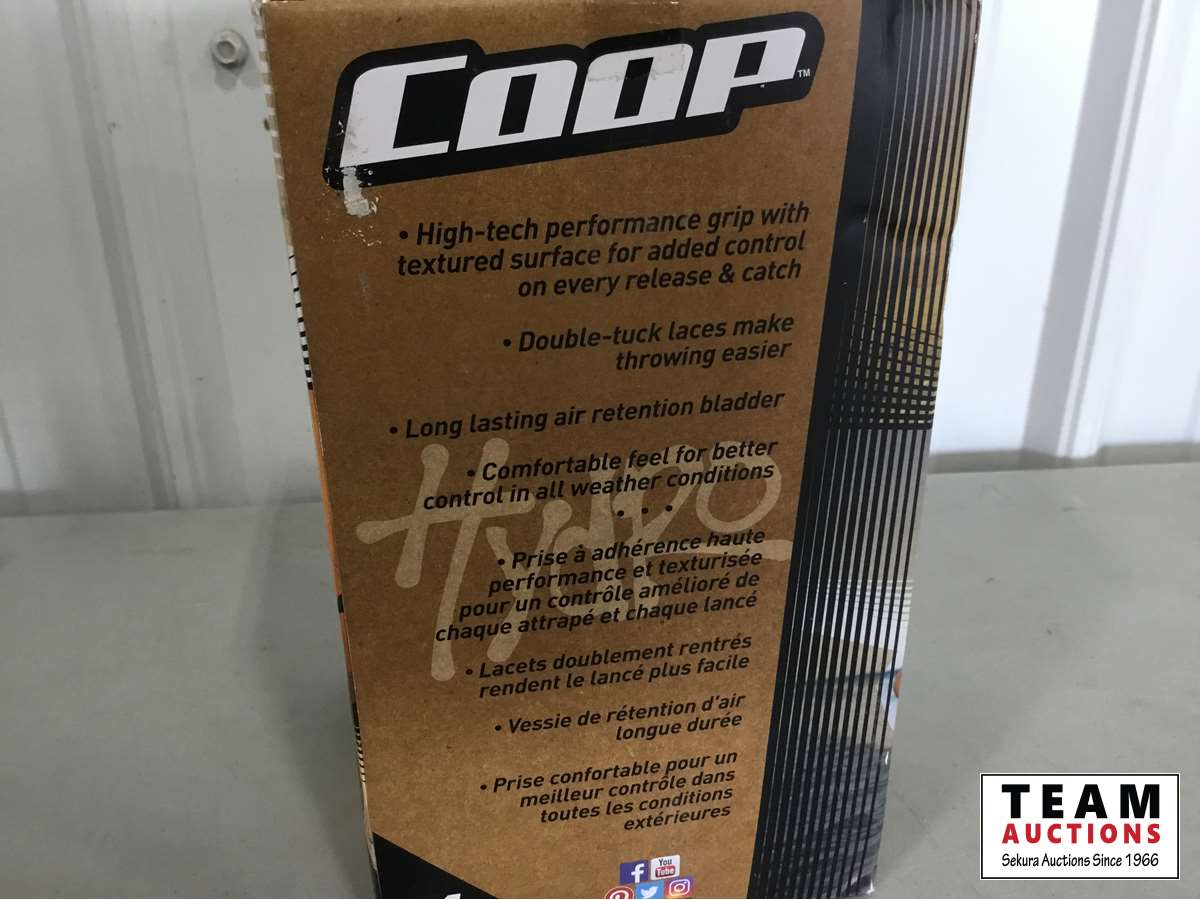 COOP™
• High-tech performance grip with
textured surface for added control
on every release & catch
• Double-tuck laces make
throwing easier
• Long lasting air retention bladder
• Comfortable feel for better
control in all weather conditions
• • •
Hydro
• Prise à adhérence haute
performance et texturisée
pour un contrôle amélioré de
chaque attrapé et chaque lancé
• Lacets doublement rentrés
rendent le lancé plus facile
• Vessie de rétention d'air
longue durée
• Prise confortable pour un
meilleur contrôle dans
toutes les conditions
extérieures
f You
Tube
TEAM
AUCTIONS
Sekura Auctions Since 1966